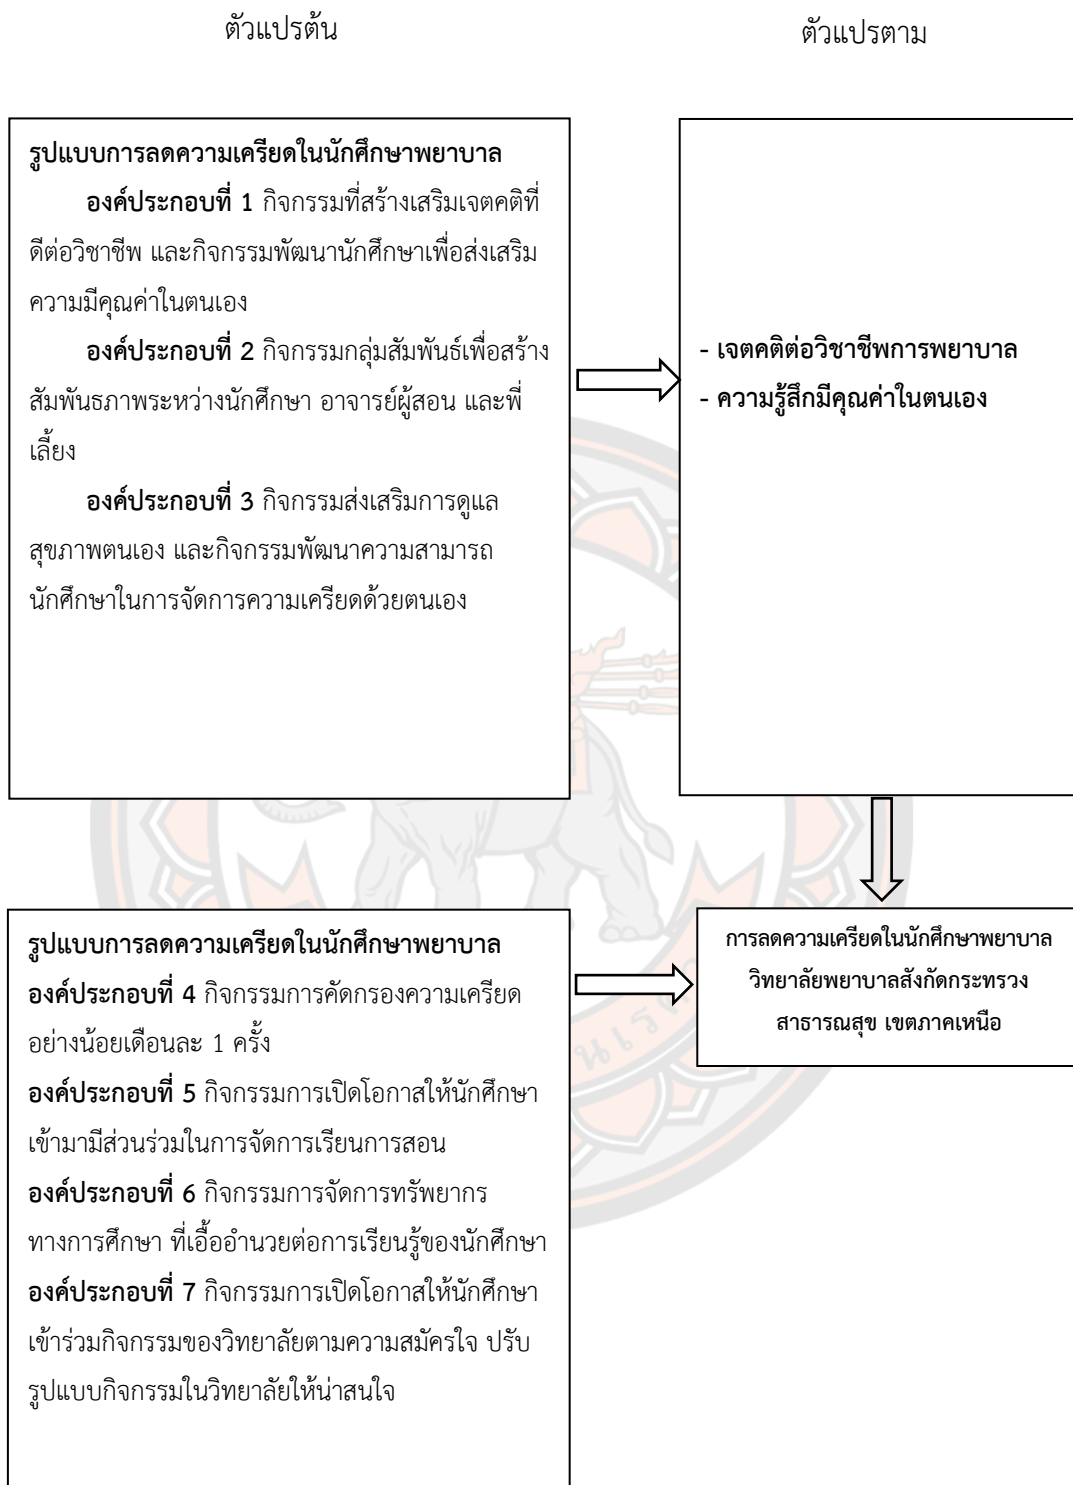 ตัวแปรต้น
ตัวแปรตาม
รูปแบบการลดความเครียดในนักศึกษาพยาบาล
องค์ประกอบที่ 1 กิจกรรมที่สร้างเสริมเจตคติที่
ดีต่อวิชาชีพ และกิจกรรมพัฒนานักศึกษาเพื่อส่งเสริม
ความมีคุณค่าในตนเอง
องค์ประกอบที่ 2 กิจกรรมกลุ่มสัมพันธ์เพื่อสร้าง
สัมพันธภาพระหว่างนักศึกษา อาจารย์ผู้สอน และพี่
เลี้ยง
องค์ประกอบที่ 3 กิจกรรมส่งเสริมการดูแล
สุขภาพตนเอง และกิจกรรมพัฒนาความสามารถ
นักศึกษาในการจัดการความเครียดด้วยตนเอง
- เจตคติต่อวิชาชีพการพยาบาล
- ความรู้สึกมีคุณค่าในตนเอง
รูปแบบการลดความเครียดในนักศึกษาพยาบาล
องค์ประกอบที่ 4 กิจกรรมการคัดกรองความเครียด
อย่างน้อยเดือนละ 1 ครั้ง
องค์ประกอบที่ 5 กิจกรรมการเปิดโอกาสให้นักศึกษา
เข้ามามีส่วนร่วมในการจัดการเรียนการสอน
องค์ประกอบที่ 6 กิจกรรมการจัดการทรัพยากร
ทางการศึกษา ที่เอื้ออำนวยต่อการเรียนรู้ของนักศึกษา
องค์ประกอบที่ 7 กิจกรรมการเปิดโอกาสให้นักศึกษา
เข้าร่วมกิจกรรมของวิทยาลัยตามความสมัครใจ ปรับ
รูปแบบกิจกรรมในวิทยาลัยให้น่าสนใจ
การลดความเครียดในนักศึกษาพยาบาล
วิทยาลัยพยาบาลสังกัดกระทรวง
สาธารณสุข เขตภาคเหนือ